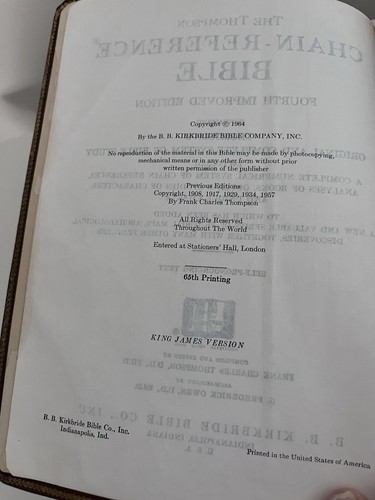 Copyright © 1964
By the B. B. KIRKBRIDE BIBLE COMPANY, INC.
No reproduction of the material in this Bible may be made by photocopying,
mechanical means or in any other form without prior
written permission of the publisher
Previous Editions
Copyright, 1908, 1917, 1929, 1934, 1957
By Frank Charles Thompson
All Rights Reserved
Throughout The World
Entered at Stationers' Hall, London
65th Printing
KING JAMES VERSION
B. B. Kirkbride Bible Co., Inc.
Indianapolis, Ind.
Printed in the United States of America
THE THOMPSON
CHAIN-REFERENCE
BIBLE
FOURTH IMPROVED EDITION